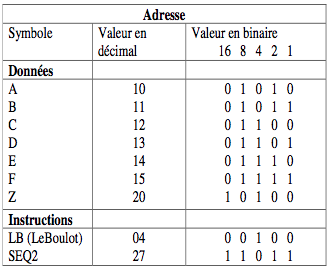 Adresse
Symbole Valeur en décimal Valeur en binaire
16 8 4 2 1
Données
A 10 0 1 0 1 0
B 11 0 1 0 1 1
C 12 0 1 1 0 0
D 13 0 1 1 0 1
E 14 0 1 1 1 0
F 15 0 1 1 1 1
Z 20 1 0 1 0 0
Instructions
LB (LeBoulot) 04 0 0 1 0 0
SEQ2 27 1 1 0 1 1